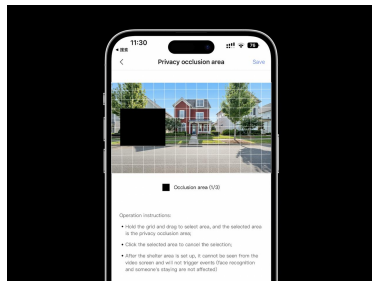 11:30
76
Privacy occlusion area
Save
Occlusion area (1/3)
Operation instructions:
• Hold the grid and drag to select area, and the selected area
is the privacy occlusion area;
• Click the selected area to cancel the selection;
• After the shelter area is set up, it cannot be seen from the
video screen and will not trigger events (face recognition
and someone's staying are not affected)